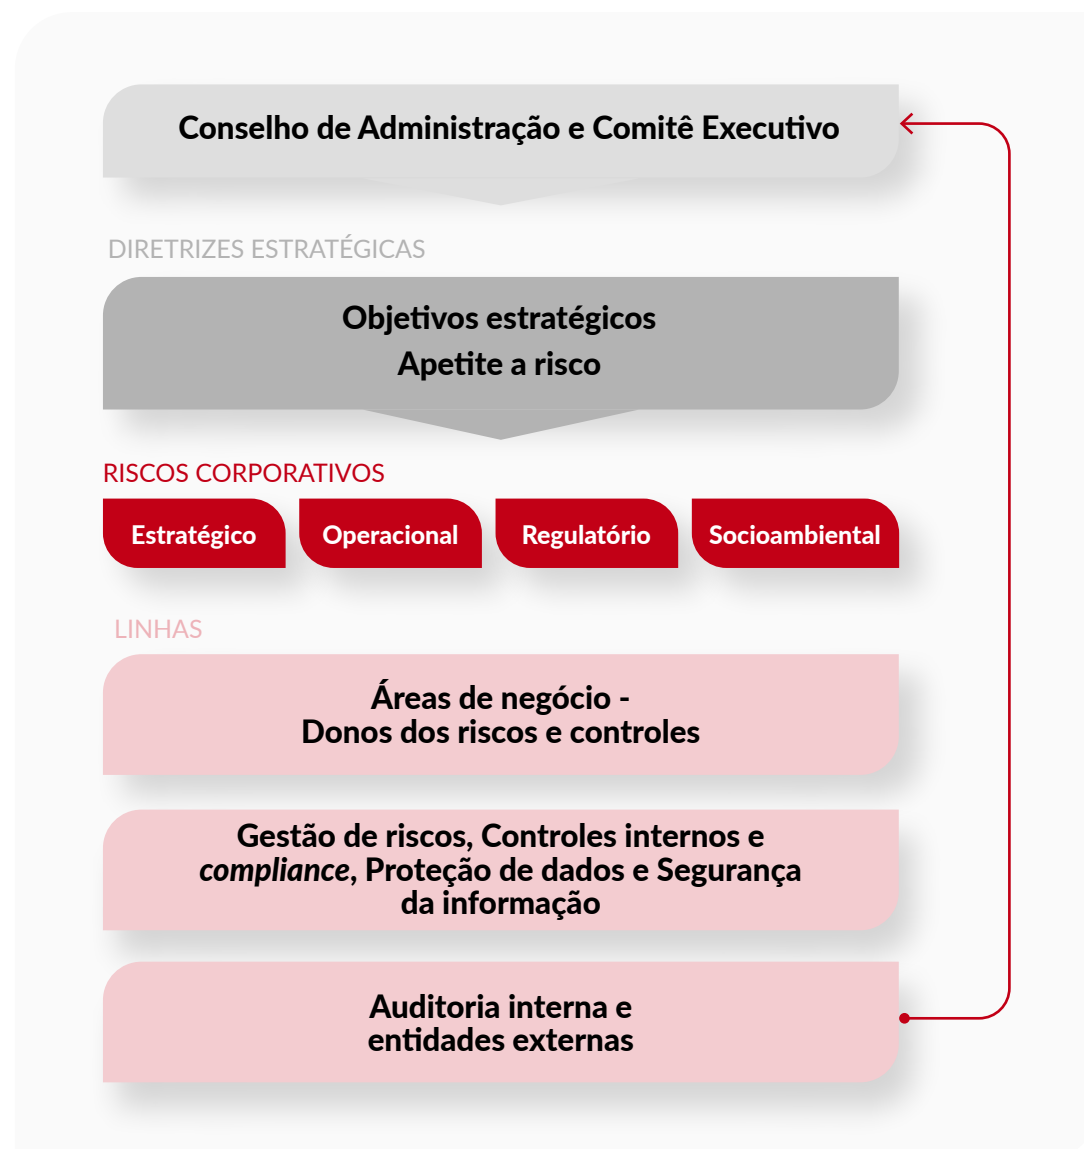 Conselho de Administração e Comitê Executivo
DIRETRIZES ESTRATÉGICAS
Objetivos estratégicos
Apetite a risco
RISCOS CORPORATIVOS
Estratégico
Operacional
Regulatório
Socioambiental
LINHAS
Áreas de negócio -
Donos dos riscos e controles
Gestão de riscos, Controles internos e
compliance, Proteção de dados e Segurança
da informação
Auditoria interna e
entidades externas